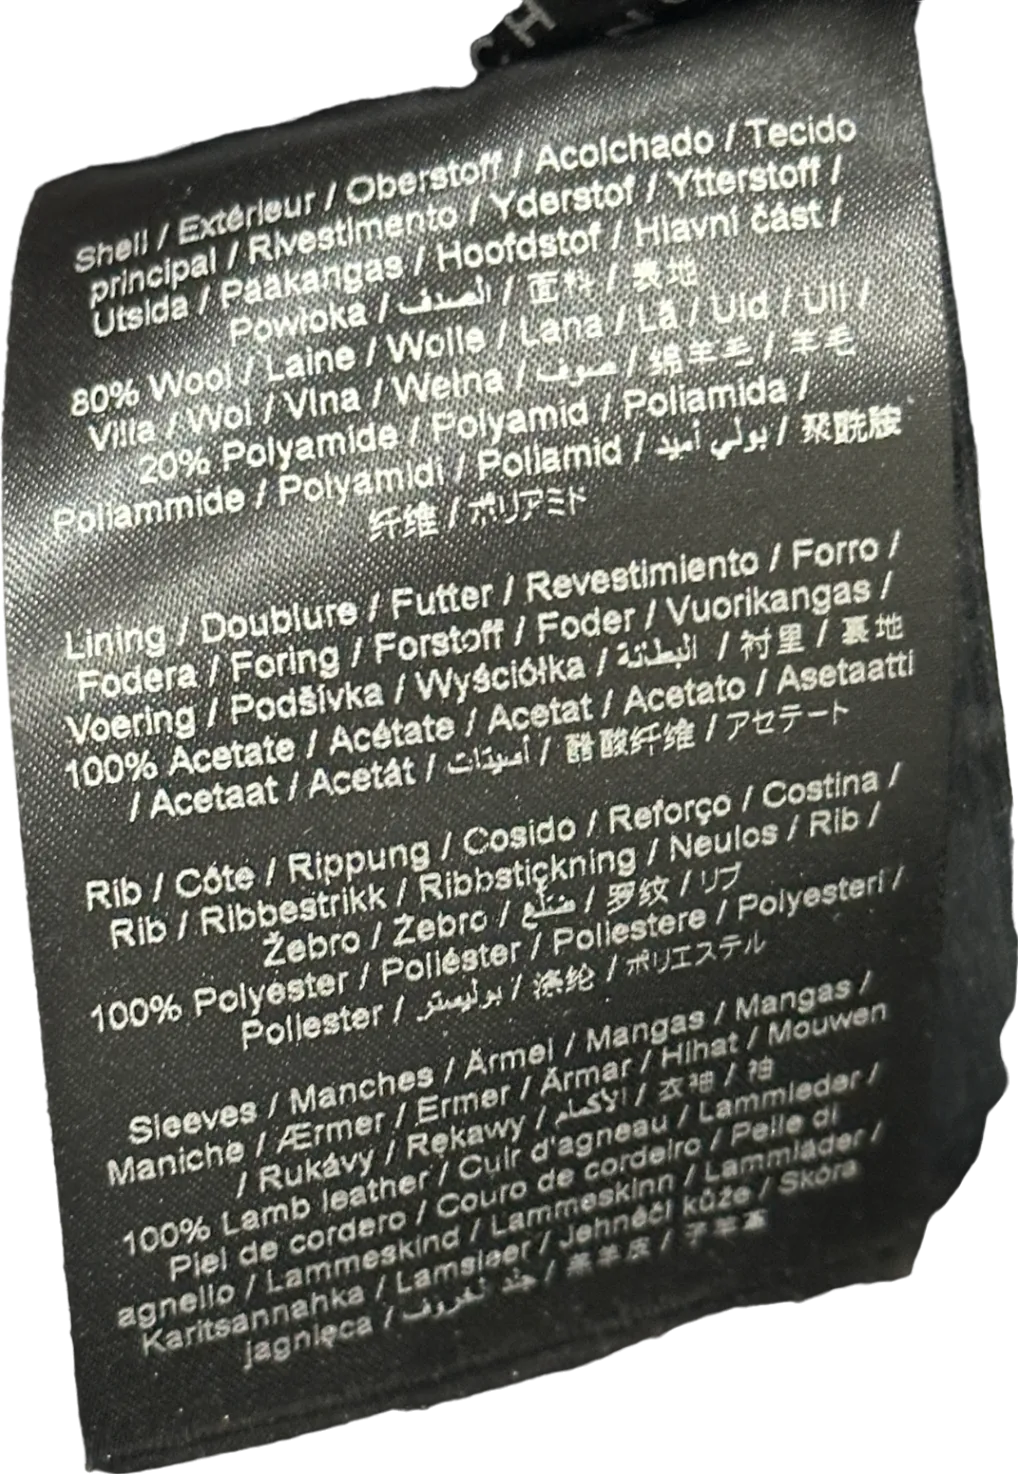 Shell / Extérieur / Oberstoff / Acolchado / Tecido
principal / Rivestimento / Yderstof / Ytterstoff /
Utsida / Pääkangas / Hoofdstof / Hlavní část /
Powłoka / الصدف / 面料 / 表地
80% Wool / Laine / Wolle / Lana / Lã / Uld / Ull /
Villa / Wol / Vlna / Wełna / صوف / 绵羊毛 / 羊毛
20% Polyamide / Polyamid / Poliamida /
Poliammide / Polyamidi / Poliamid / بولي أميد / 聚酰胺
纤维 / ポリアミド
Lining / Doublure / Futter / Revestimiento / Forro /
Fodera / Foring / Forstoff / Foder / Vuorikangas /
Voering / Podšívka / Wyściółka / البطانة / 衬里 / 裏地
100% Acetate / Acétate / Acetat / Acetato / Asetaatti
/ Acetaat / Acetát / أسيتات / 醋酸纤维 / アセテート
Rib / Côte / Rippung / Cosido / Reforço / Costina /
Rib / Ribbestrikk / Ribbstickning / Neulos / Rib /
Žebro / Żebro / ضلع / 罗纹 / リブ
100% Polyester / Poliéster / Poliestere / Polyesteri /
Poliester / بوليستر / 涤纶 / ポリエステル
Sleeves / Manches / Ärmel / Mangas / Mangas /
Maniche / Ærmer / Ermer / Ärmar / Hihat / Mouwen
/ Rukávy / Rękawy / الأكمام / 衣袖 / 袖
100% Lamb leather / Cuir d'agneau / Lammleder /
Piel de cordero / Couro de cordeiro / Pelle di
agnello / Lammeskind / Lammeskinn / Lammläder /
Karitsannahka / Lamsleer / Jehněčí kůže / Skóra
jagnięca / جلد الخروف / 羔羊皮 / 子羊革